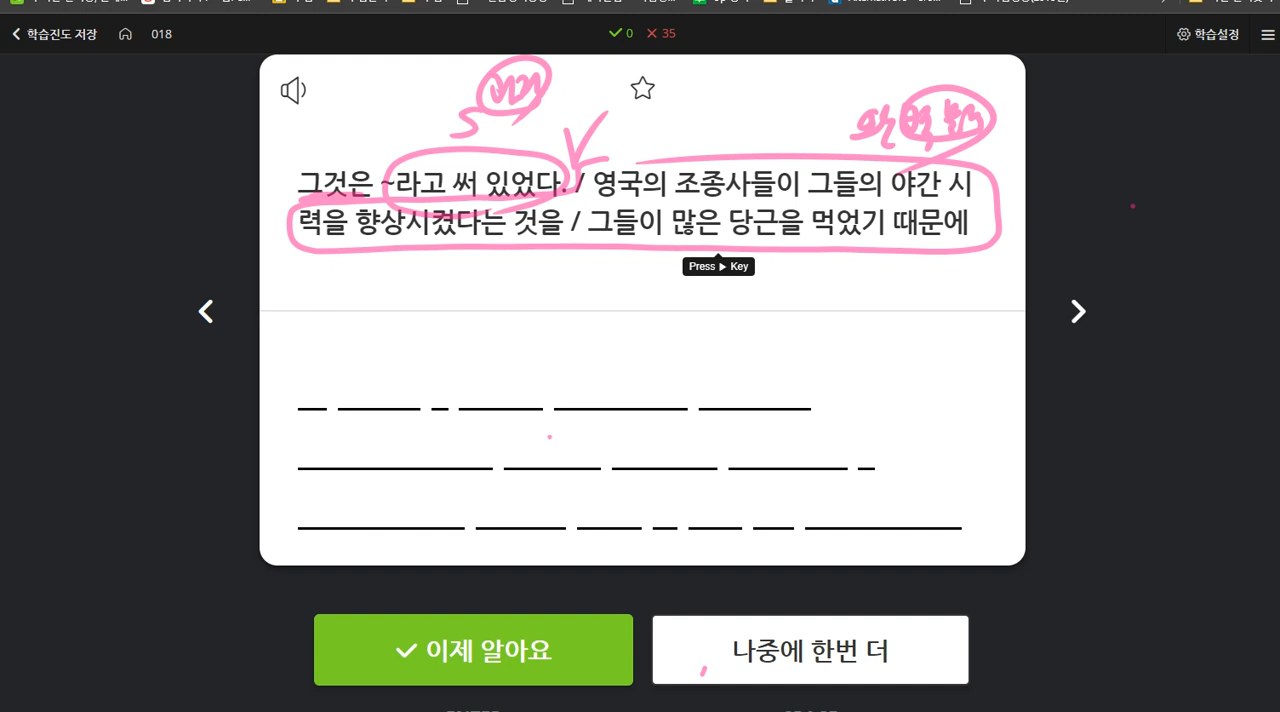 학습진도 저장 018 0 35 학습설정
그것은 ~라고 써 있었다. / 영국의 조종사들이 그들의 야간 시
력을 향상시켰다는 것을 / 그들이 많은 당근을 먹었기 때문에
Press ▶ Key
이제 알아요 나중에 한번 더